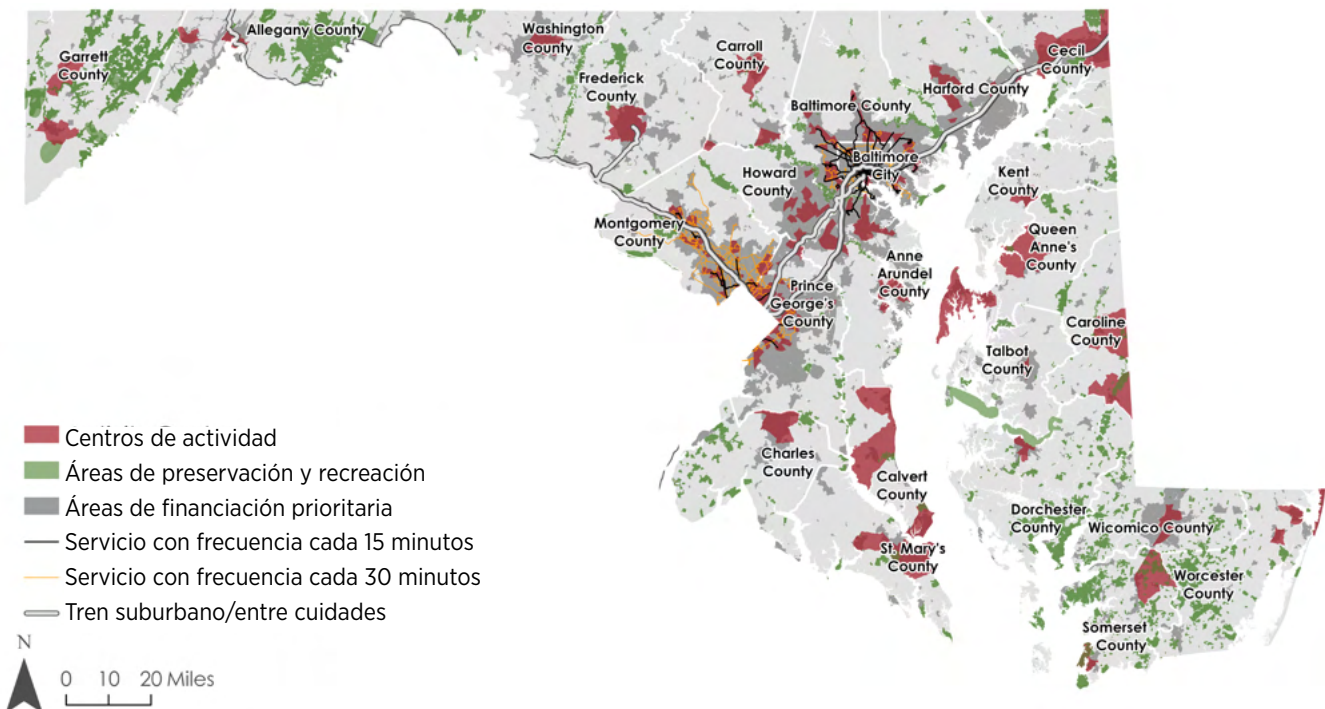 Garrett
County
Allegany County
Washington
County
Frederick
County
Carroll
County
Baltimore County
Harford County
Cecil
County
Baltimore
City
Howard
County
Montgomery
County
Kent
County
Queen
Anne's
County
Anne
Arundel
County
Prince
George's
County
Caroline
County
Talbot
County
Charles
County
Calvert
County
Dorchester
County
Wicomico County
St. Mary's
County
Worcester
County
Somerset
County
Centros de actividad
Áreas de preservación y recreación
Áreas de financiación prioritaria
Servicio con frecuencia cada 15 minutos
Servicio con frecuencia cada 30 minutos
Tren suburbano/entre cuidades
N
0 10 20 Miles